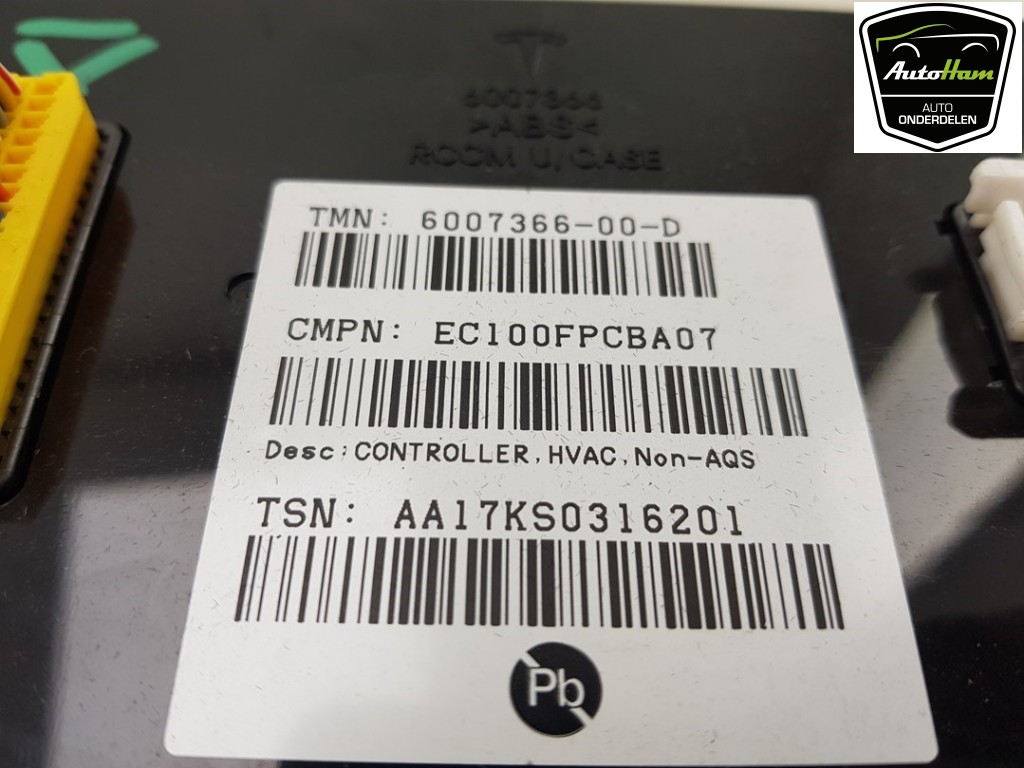 AutoHam
AUTO
ONDERDELEN
6007366
>ABS<
RCCM U/CASE
TMN: 6007366-00-D
CMPN: EC100FPCBA07
Desc:CONTROLLER,HVAC,Non-AQS
TSN: AA17KS0316201
Pb